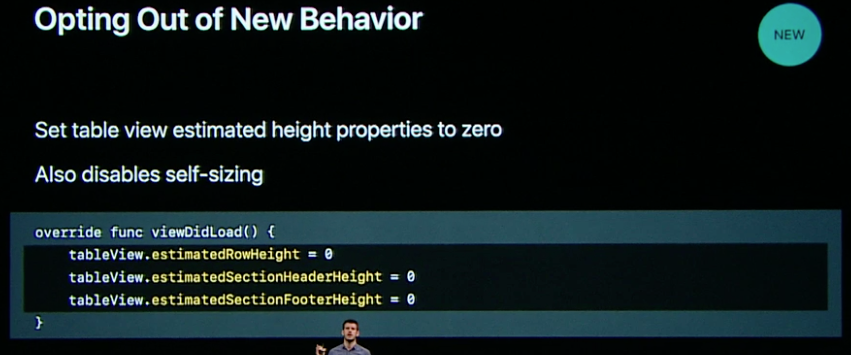 Opting Out of New Behavior
NEW
Set table view estimated height properties to zero
Also disables self-sizing
override func viewDidLoad() {
tableView.estimatedRowHeight = 0
tableView.estimatedSectionHeaderHeight = 0
tableView.estimatedSectionFooterHeight = 0
}